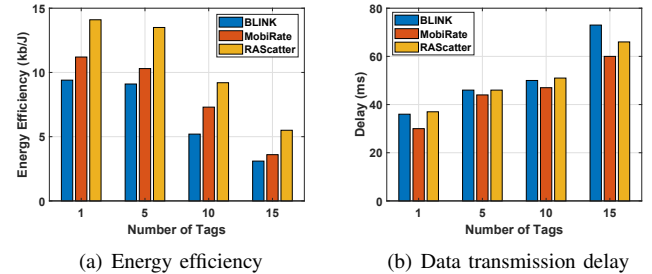 15
10
5
0
Energy Efficiency (kb/J)
BLINK
MobiRate
RAScatter
1 5 10 15
Number of Tags
(a) Energy efficiency
80
60
40
20
0
Delay (ms)
BLINK
MobiRate
RAScatter
1 5 10 15
Number of Tags
(b) Data transmission delay